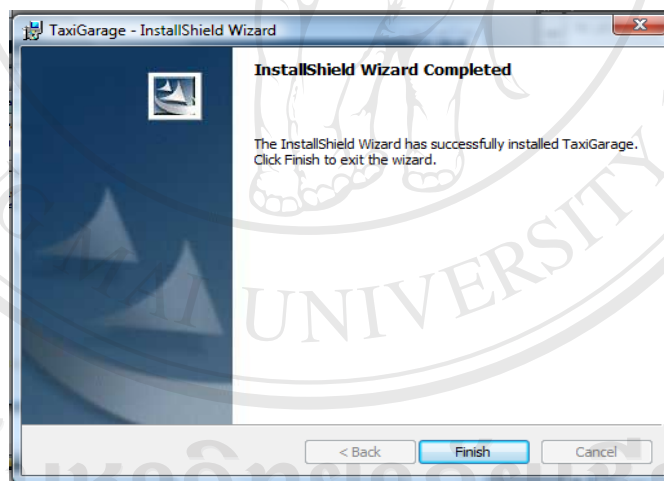 TaxiGarage - InstallShield Wizard
InstallShield Wizard Completed
The InstallShield Wizard has successfully installed TaxiGarage.
Click Finish to exit the wizard.
MAI UNIVERSITY
< Back
Finish
Cancel